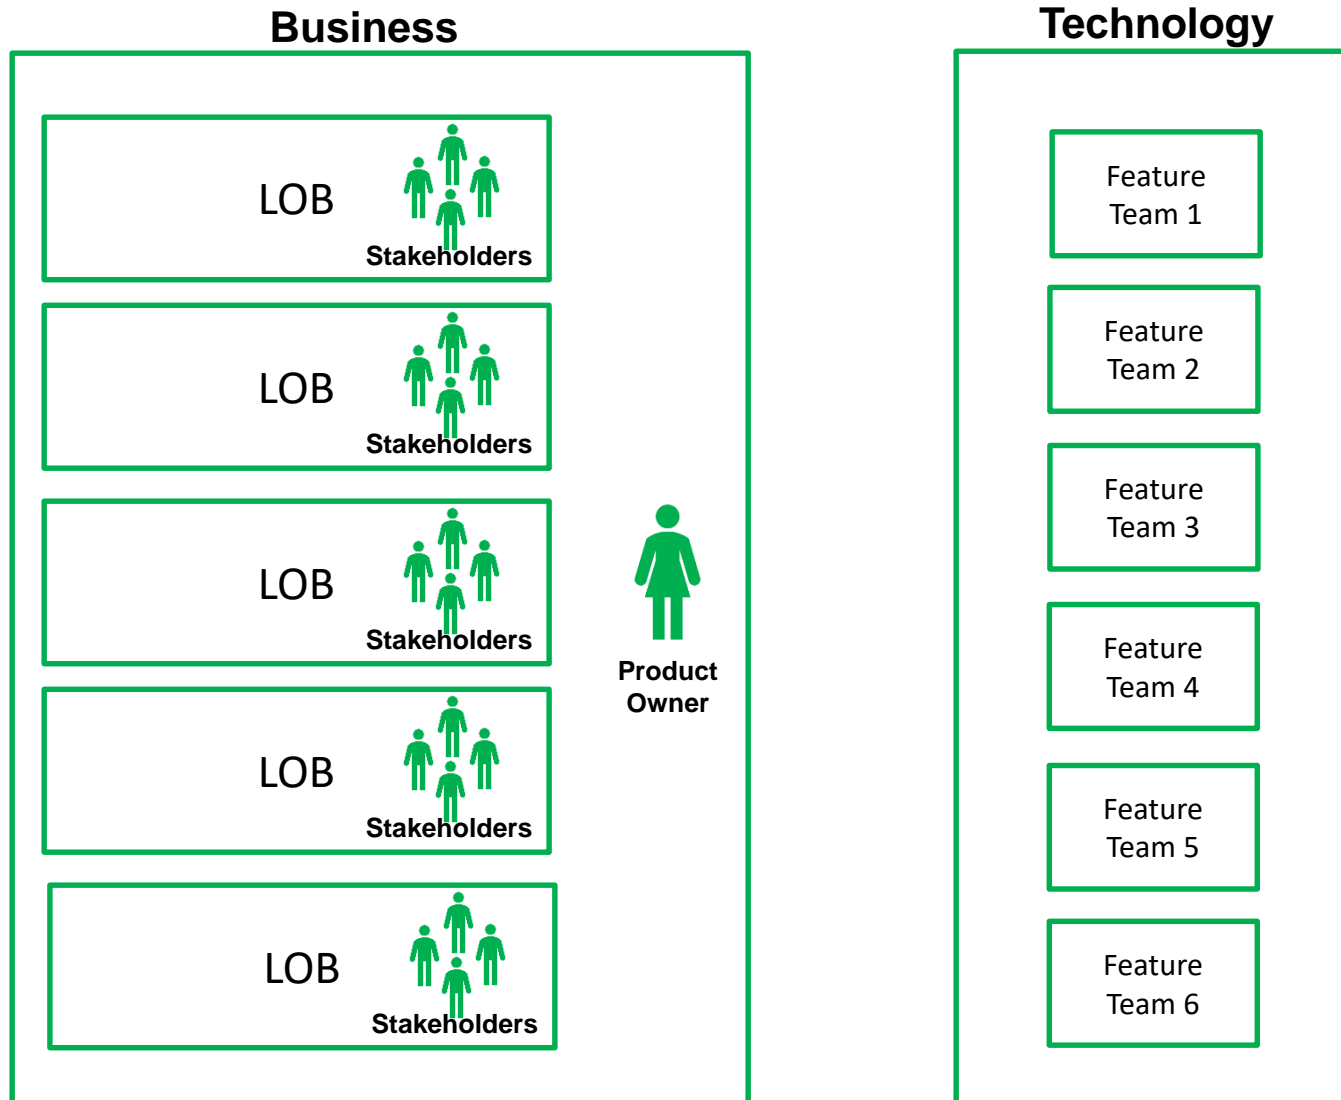 Business
LOB
Stakeholders
LOB
Stakeholders
LOB
Stakeholders
LOB
Stakeholders
LOB
Stakeholders
Product
Owner
Technology
Feature
Team 1
Feature
Team 2
Feature
Team 3
Feature
Team 4
Feature
Team 5
Feature
Team 6